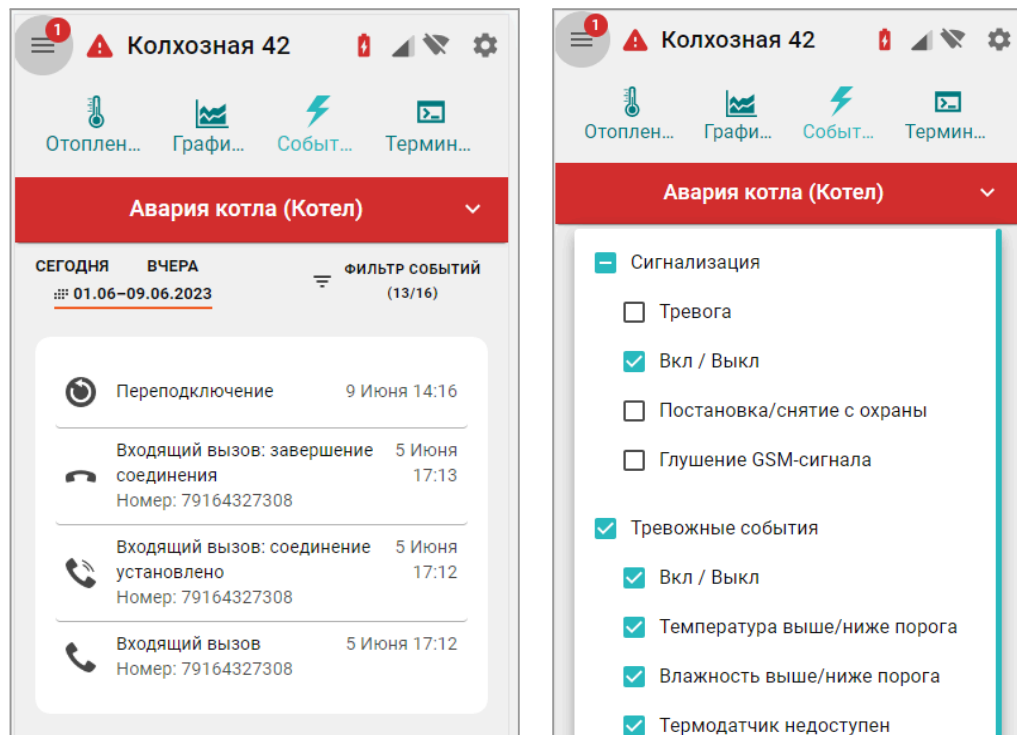 1
Колхозная 42
Отоплен... Графи... Событ... Термин...
Авария котла (Котел)
СЕГОДНЯ ВЧЕРА
01.06–09.06.2023
ФИЛЬТР СОБЫТИЙ
(13/16)
Переподключение 9 Июня 14:16
Входящий вызов: завершение 5 Июня
соединения 17:13
Номер: 79164327308
Входящий вызов: соединение 5 Июня
установлено 17:12
Номер: 79164327308
Входящий вызов 5 Июня 17:12
Номер: 79164327308
1
Колхозная 42
Отоплен... Графи... Событ... Термин...
Авария котла (Котел)
Сигнализация
Тревога
Вкл / Выкл
Постановка/снятие с охраны
Глушение GSM-сигнала
Тревожные события
Вкл / Выкл
Температура выше/ниже порога
Влажность выше/ниже порога
Термодатчик недоступен